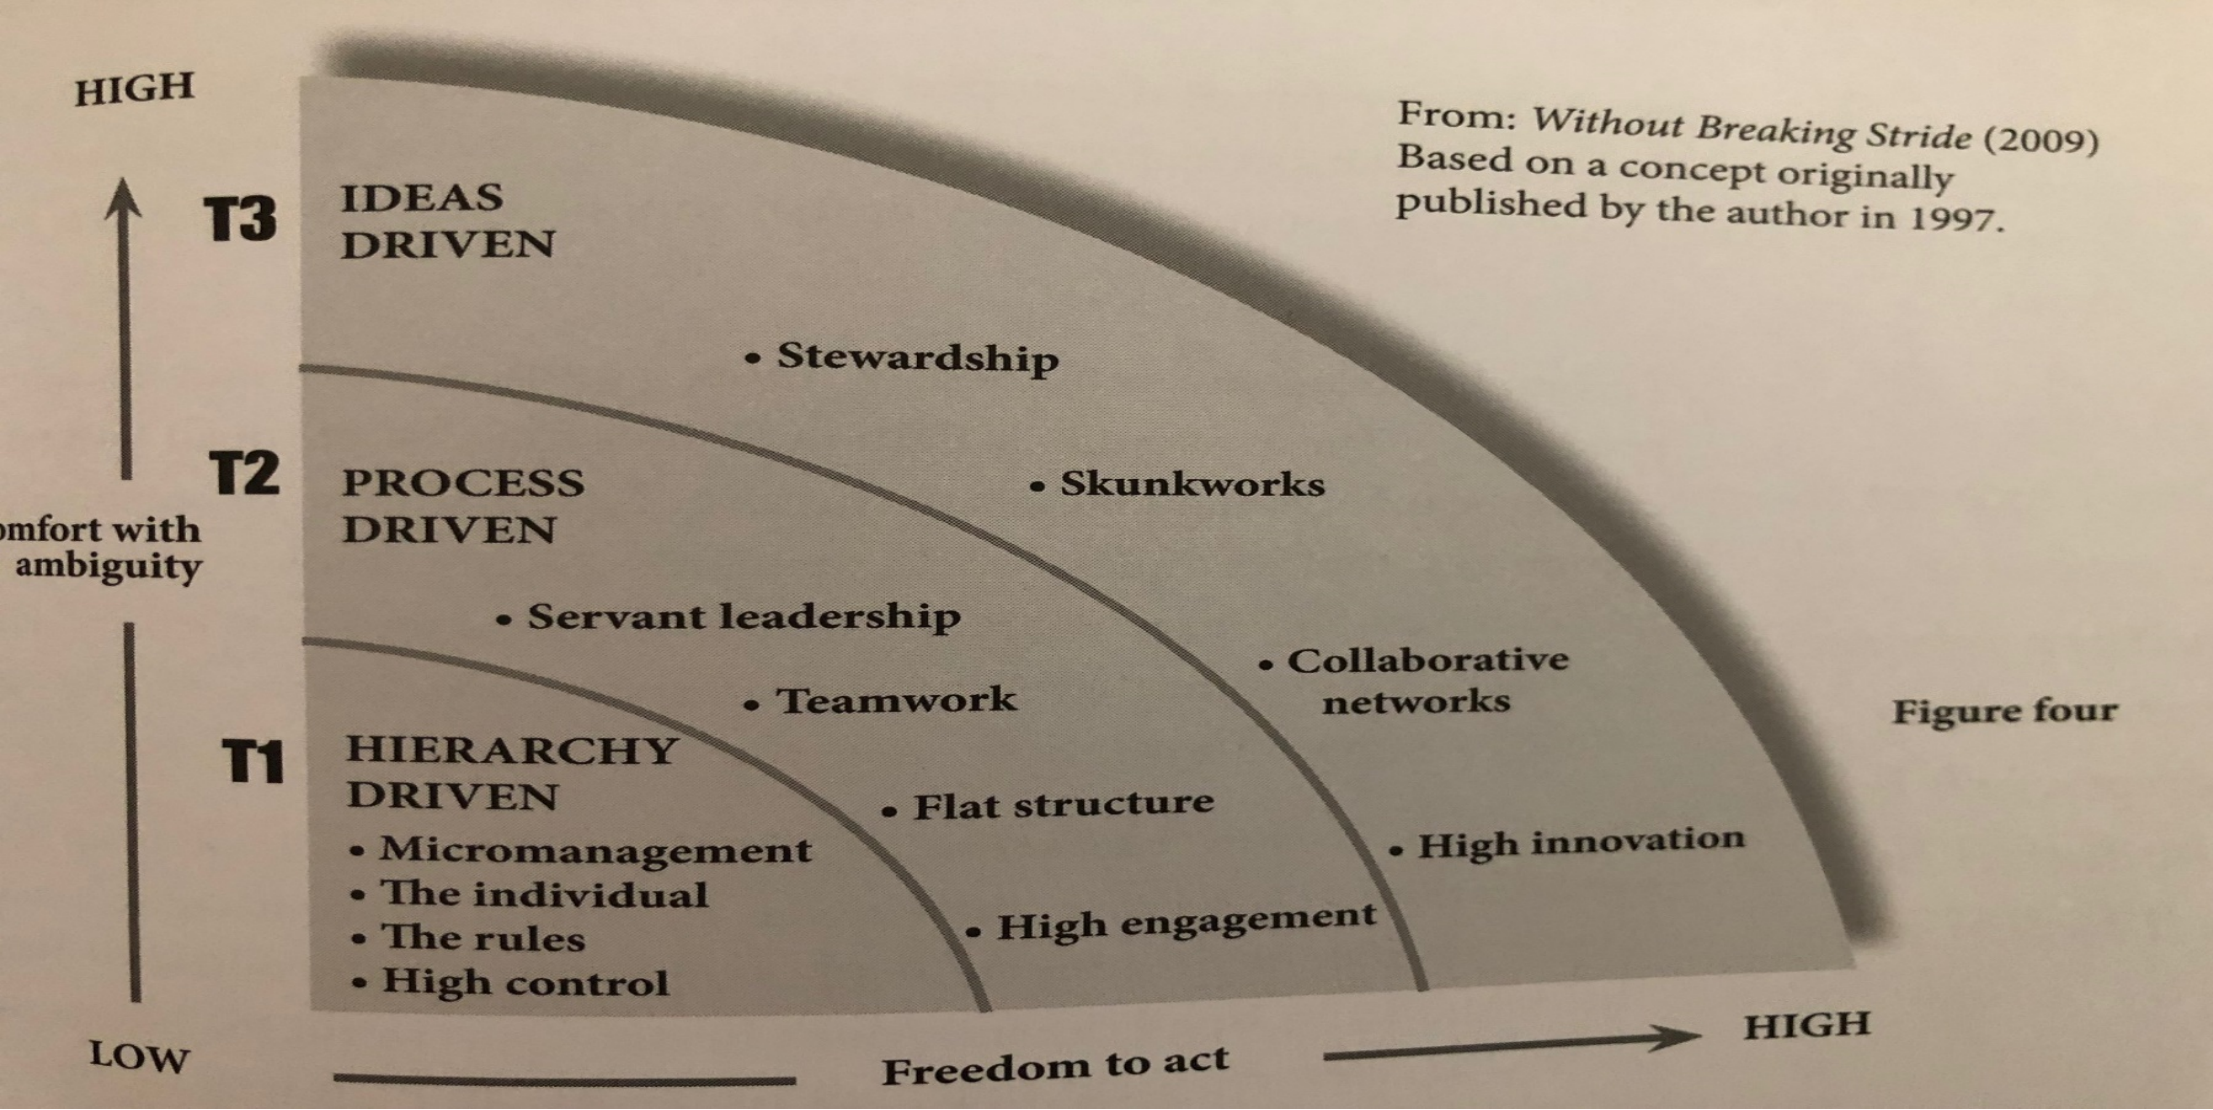 HIGH
From: Without Breaking Stride (2009)
Based on a concept originally
published by the author in 1997.
T3
IDEAS
DRIVEN
• Stewardship
T2
PROCESS
DRIVEN
• Skunkworks
omfort with
ambiguity
• Servant leadership
• Collaborative
networks
• Teamwork
Figure four
T1
HIERARCHY
DRIVEN
• Flat structure
• Micromanagement
• High innovation
• The individual
• The rules
• High engagement
• High control
LOW
Freedom to act
HIGH